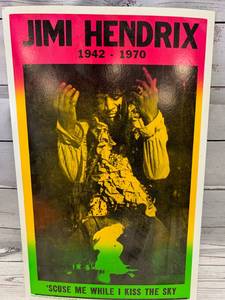 JIMI HENDRIX
1942 - 1970
'SCUSE ME WHILE I KISS THE SKY